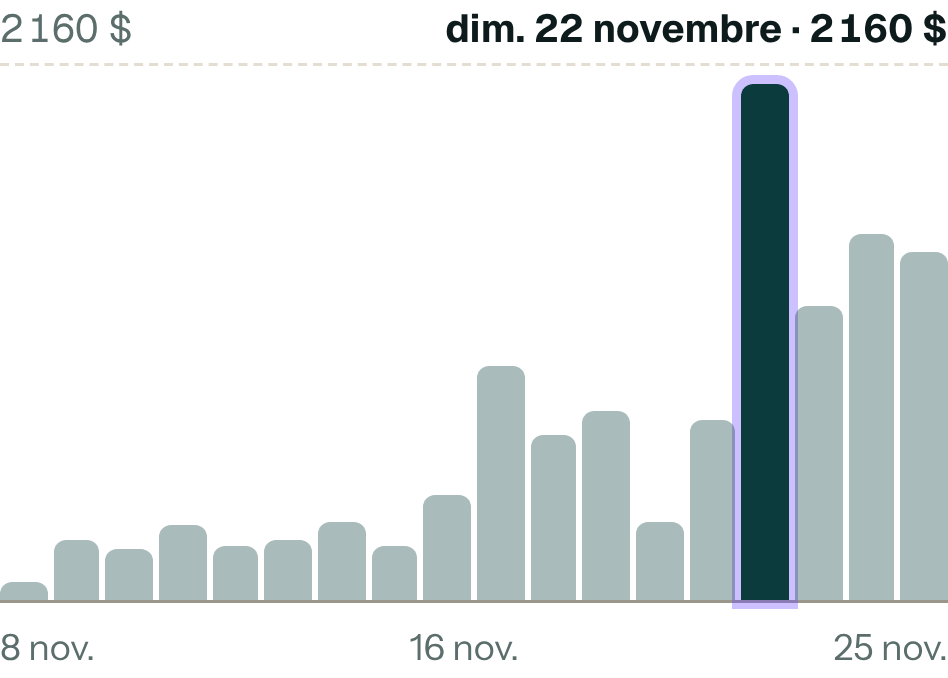 2 160 $
dim. 22 novembre · 2 160 $
8 nov.
16 nov.
25 nov.